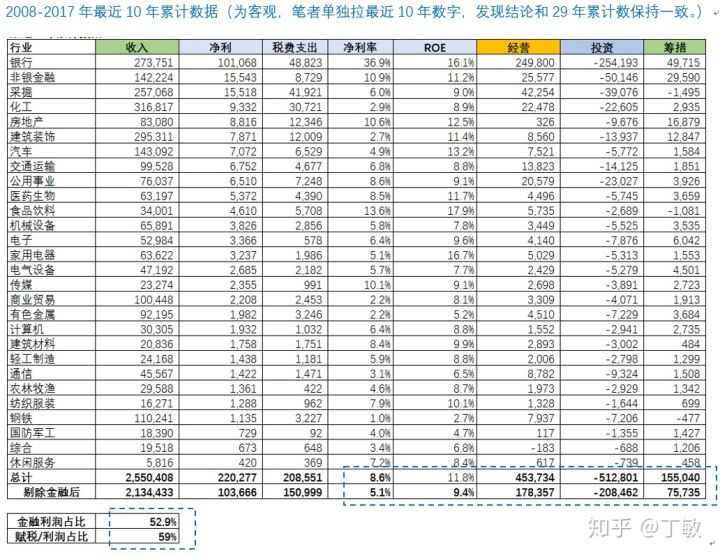 2008-2017 年最近 10 年累计数据（为客观，笔者单独拉最近 10 年数字，发现结论和 29 年累计数保持一致。）
行业 收入 净利 税费支出 净利率 ROE 经营 投资 筹措
银行 273,751 101,068 48,823 36.9% 16.1% 249,800 -254,193 49,715
非银金融 142,224 15,543 8,729 10.9% 11.2% 25,577 -50,146 29,590
采掘 257,068 15,518 41,921 6.0% 9.0% 42,254 -39,076 -1,495
化工 316,817 9,332 30,721 2.9% 8.9% 22,478 -22,605 2,935
房地产 83,080 8,816 12,346 10.6% 12.5% 326 -9,676 16,879
建筑装饰 295,311 7,871 12,009 2.7% 11.4% 8,560 -13,937 12,847
汽车 143,092 7,072 6,529 4.9% 13.2% 7,521 -5,772 1,584
交通运输 99,528 6,752 4,677 6.8% 8.8% 13,823 -14,125 1,851
公用事业 76,037 6,510 7,248 8.6% 9.1% 20,579 -23,027 3,926
医药生物 63,197 5,372 4,390 8.5% 11.7% 4,496 -5,745 3,659
食品饮料 34,001 4,610 5,708 13.6% 17.9% 5,735 -2,689 -1,081
机械设备 65,891 3,826 2,856 5.8% 7.8% 3,449 -5,525 3,535
电子 52,984 3,366 578 6.4% 9.6% 4,140 -7,876 6,042
家用电器 63,622 3,237 1,986 5.1% 16.7% 5,029 -5,313 1,553
电气设备 47,192 2,685 2,182 5.7% 7.7% 2,429 -5,279 4,501
传媒 23,274 2,355 991 10.1% 9.1% 2,698 -3,891 2,723
商业贸易 100,448 2,208 2,453 2.2% 8.1% 3,309 -4,071 1,913
有色金属 92,195 1,982 3,246 2.2% 5.2% 4,510 -7,229 3,684
计算机 30,305 1,932 1,032 6.4% 8.8% 1,552 -2,941 2,735
建筑材料 20,836 1,758 1,751 8.4% 9.9% 2,893 -3,002 484
轻工制造 24,168 1,438 1,181 5.9% 8.8% 2,006 -2,798 1,299
通信 45,567 1,422 1,471 3.1% 6.5% 8,782 -9,324 1,508
农林牧渔 29,588 1,361 422 4.6% 8.7% 1,973 -2,929 1,342
纺织服装 16,271 1,288 962 7.9% 10.1% 1,328 -1,644 699
钢铁 110,241 1,135 3,227 1.0% 2.7% 7,937 -7,206 -477
国防军工 18,390 729 92 4.0% 4.7% 117 -1,355 1,427
综合 19,518 673 648 3.4% 6.8% -183 -688 1,206
休闲服务 5,816 420 369 7.2% 8.4% 617 -739 458
总计 2,550,408 220,277 208,551 8.6% 11.8% 453,734 -512,801 155,040
剔除金融后 2,134,433 103,666 150,999 5.1% 9.4% 178,357 -208,462 75,735
金融利润占比 52.9%
赋税/利润占比 59%
知乎 @丁敏